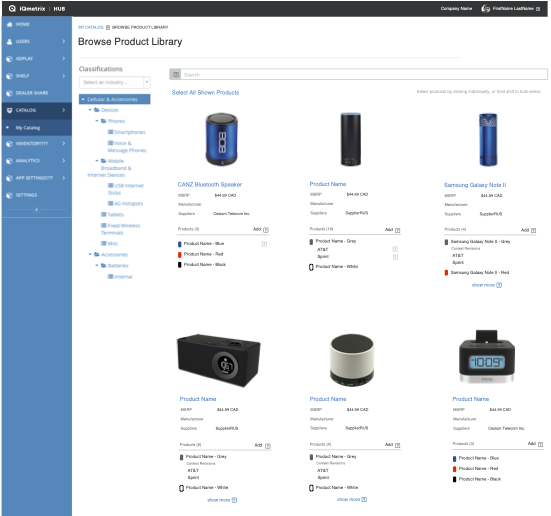 iQmetrix | HUB
Company Name
FirstName LastName
HOME
USERS
ADPLAY
SHELF
DEALER SHARE
CATALOG
My Catalog
INVENTORY???
ANALYTICS
APP SETTINGS???
SETTINGS
MY CATALOG BROWSE PRODUCT LIBRARY
Browse Product Library
Classifications
Select an industry...
Cellular & Accessories
Devices
Phones
Smartphones
Voice &
Message Phones
Mobile
Broadband &
Internet Devices
USB Internet
Sticks
4G Hotspots
Tablets
Fixed Wireless
Terminals
Misc
Accessories
Batteries
Internal
Search
Select All Shown Products
Select products by clicking individually, or hold shift to bulk select.
CANZ Bluetooth Speaker
MSRP $44.99 CAD
Manufacturer
Suppliers Cesium Telecom Inc.
Products (3) Add
Product Name - Blue
Product Name - Red
Product Name - Black
Product Name
MSRP $44.99 CAD
Manufacturer
Suppliers SupplierRUS
Products (16) Add
Product Name - Grey
AT&T
Sprint
Product Name - White
Samsung Galaxy Note II
MSRP $44.99 CAD
Manufacturer
Suppliers SupplierRUS
Products (4) Add
Samsung Galaxy Note II - Grey
Contact Revisions
AT&T
Sprint
Samsung Galaxy Note II - Red
show more
Product Name
MSRP $44.99 CAD
Manufacturer
Suppliers SupplierRUS
Products (8) Add
Product Name - Grey
Contact Revisions
AT&T
Sprint
Product Name - White
show more
Product Name
MSRP $44.99 CAD
Manufacturer
Suppliers SupplierRUS
Products (4) Add
Product Name - Grey
Contact Revisions
AT&T
Sprint
Product Name - White
show more
Product Name
MSRP $44.99 CAD
Manufacturer
Suppliers Cesium Telecom Inc.
Products (3) Add
Product Name - Blue
Product Name - Red
Product Name - Black